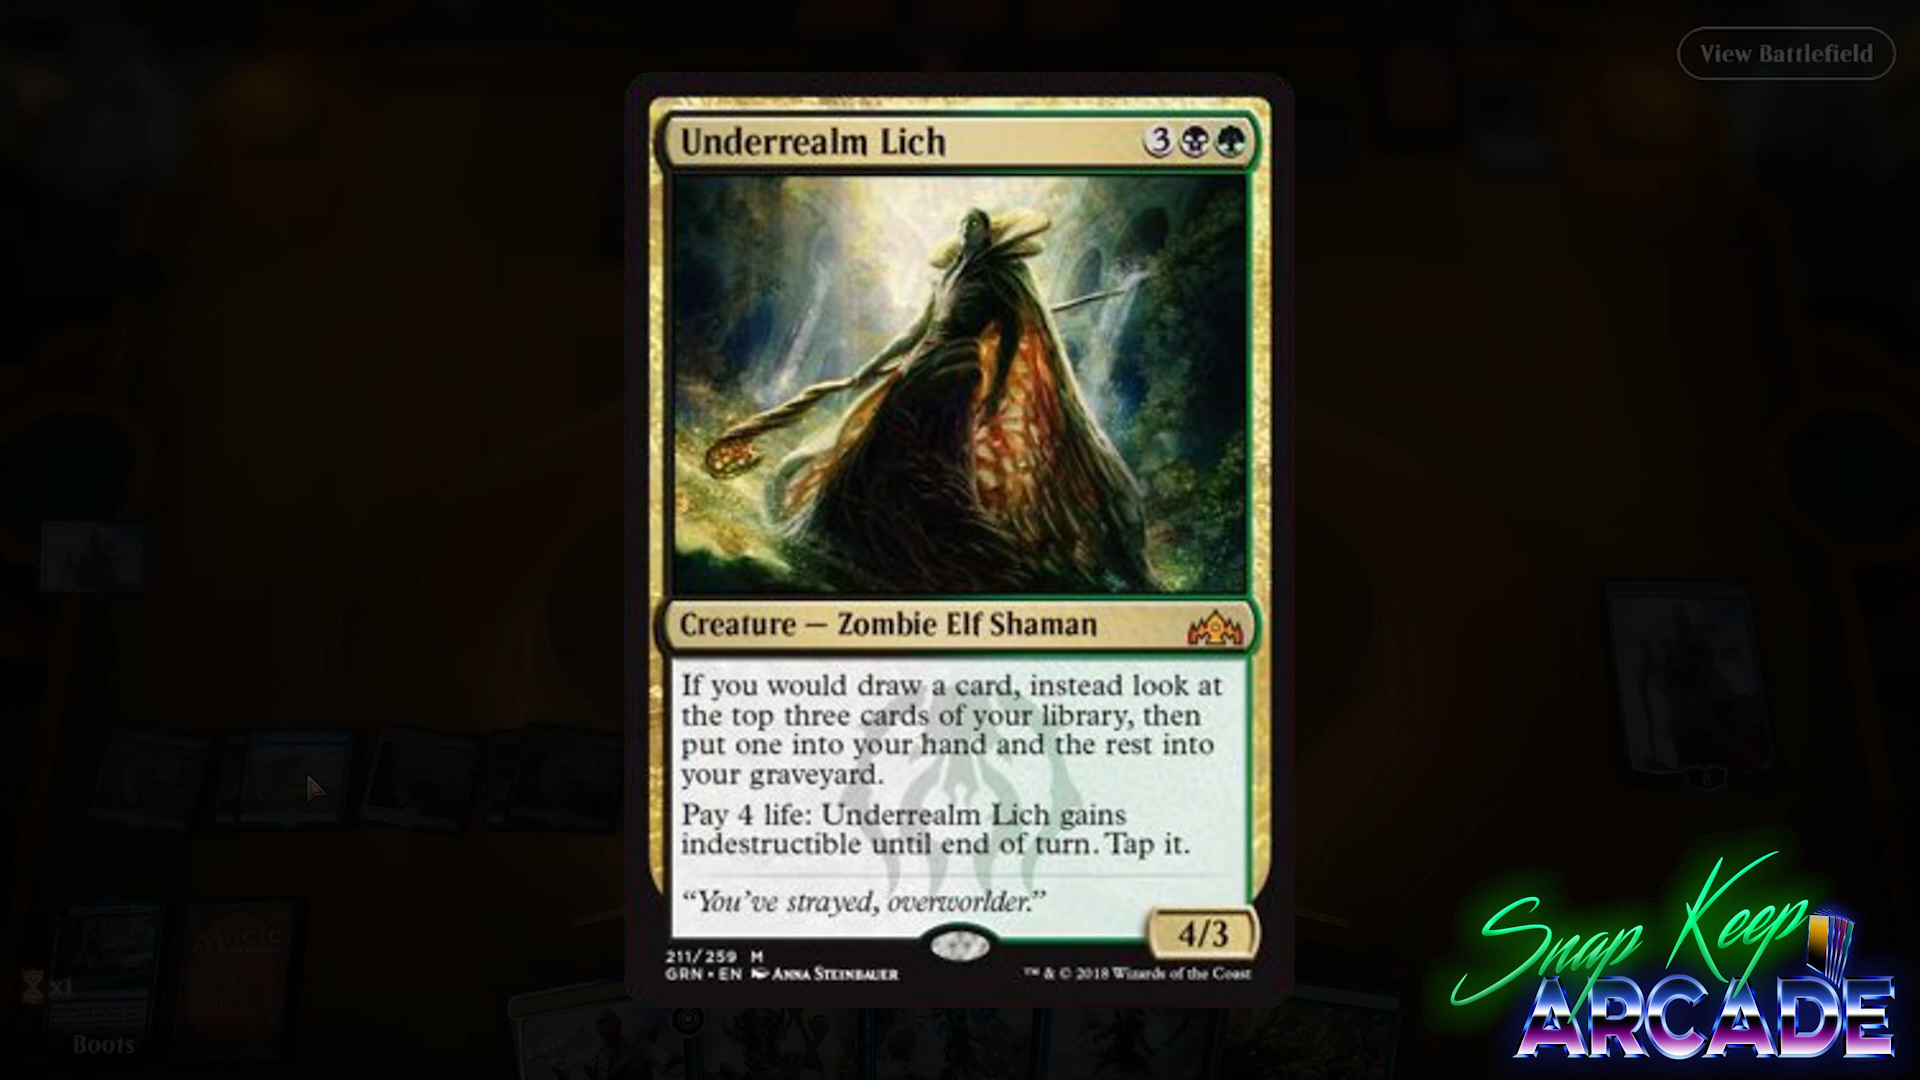 View Battlefield
Underrealm Lich
3
Creature — Zombie Elf Shaman
If you would draw a card, instead look at
the top three cards of your library, then
put one into your hand and the rest into
your graveyard.
Pay 4 life: Underrealm Lich gains
indestructible until end of turn. Tap it.
“You’ve strayed, overworlder.”
4/3
211/259 M
GRN • EN Anna Steinbauer
™ & © 2018 Wizards of the Coast
x1
MAGIC
Boots
Snap Keep
ARCADE